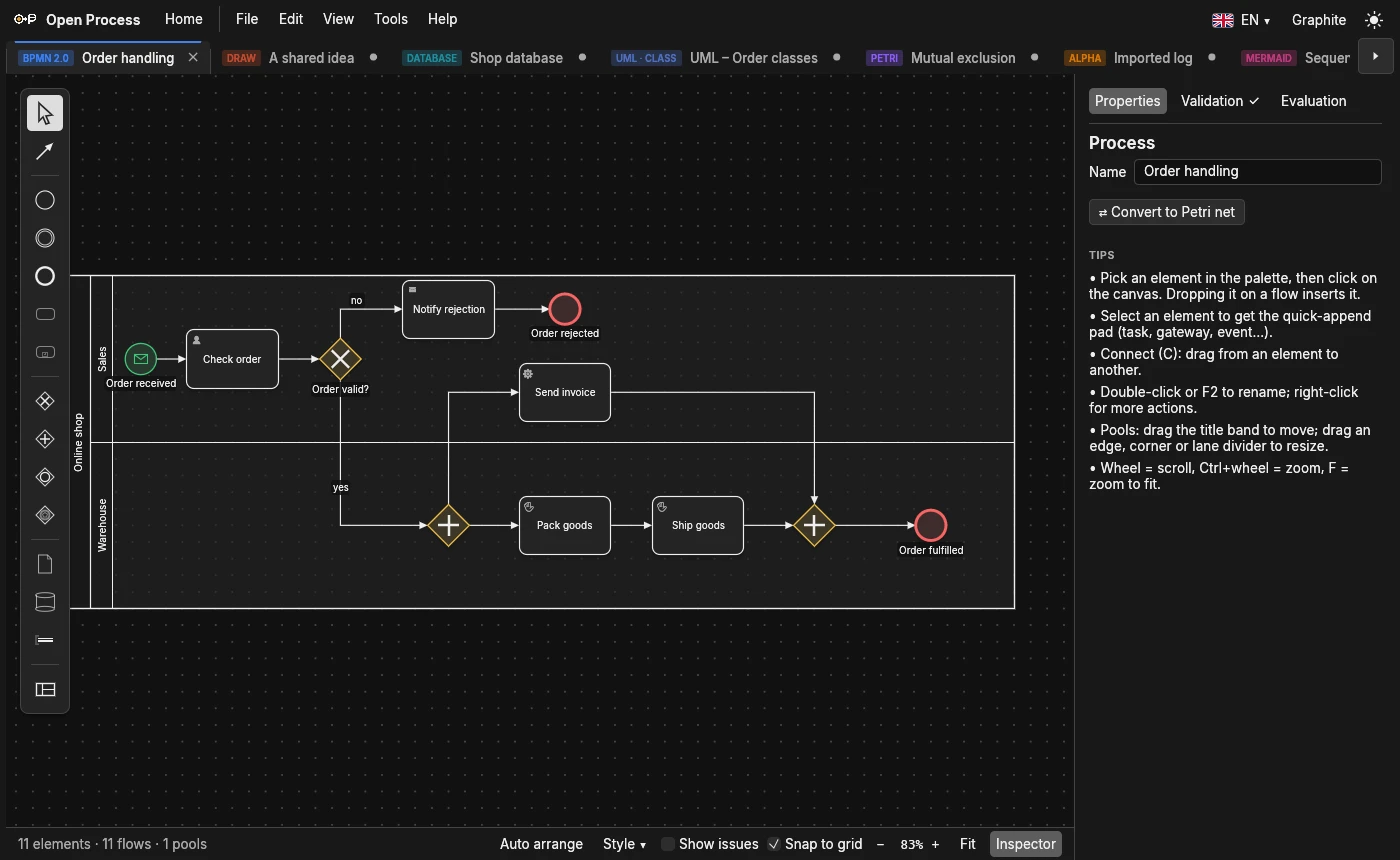 Open Process
Home
File
Edit
View
Tools
Help
EN ▾
Graphite
BPMN 2.0 Order handling ✕
DRAW A shared idea
DATABASE Shop database
UML · CLASS UML – Order classes
PETRI Mutual exclusion
ALPHA Imported log
MERMAID Sequer
Properties
Validation ✓
Evaluation
Process
Name Order handling
⇄ Convert to Petri net
TIPS
• Pick an element in the palette, then click on
the canvas. Dropping it on a flow inserts it.
• Select an element to get the quick-append
pad (task, gateway, event…).
• Connect (C): drag from an element to
another.
• Double-click or F2 to rename; right-click
for more actions.
• Pools: drag the title band to move; drag an
edge, corner or lane divider to resize.
• Wheel = scroll, Ctrl+wheel = zoom, F =
zoom to fit.
Online shop
Sales
Order received
Check order
Order valid?
no
Notify rejection
Order rejected
Send invoice
Warehouse
yes
Pack goods
Ship goods
Order fulfilled
11 elements · 11 flows · 1 pools
Auto arrange
Style ▾
Show issues
Snap to grid
− 83% +
Fit
Inspector